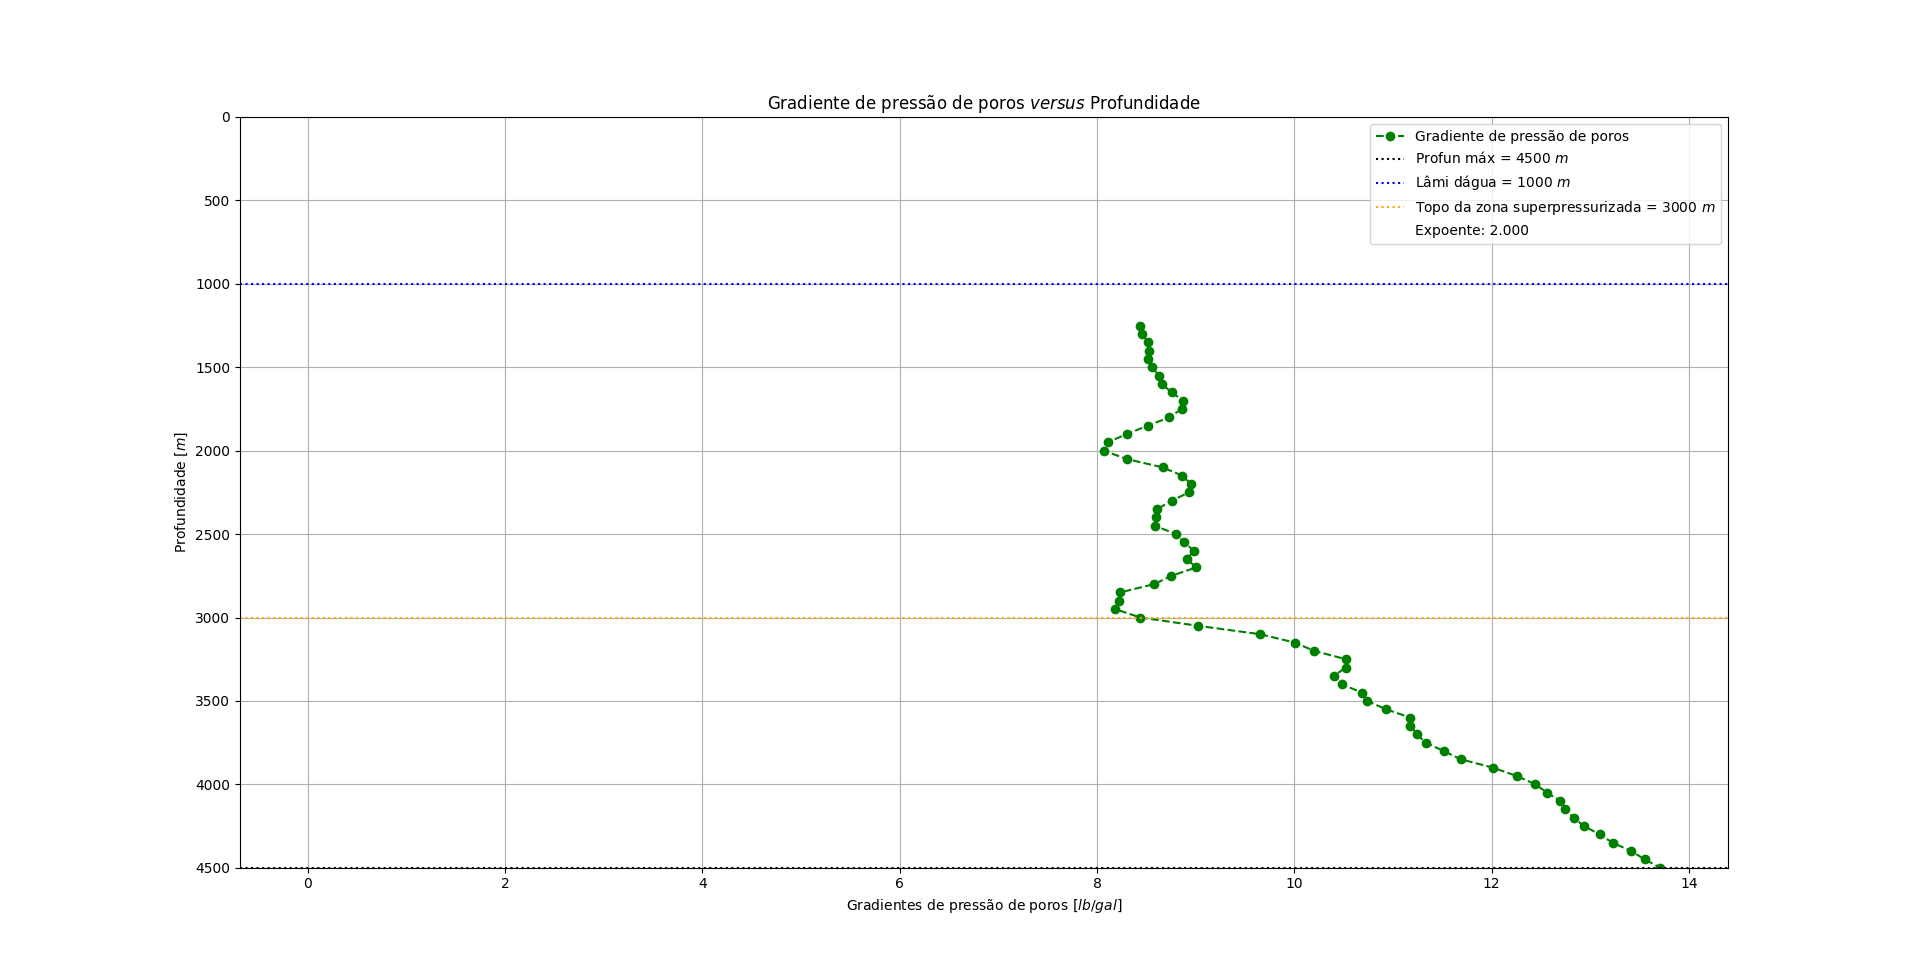 Gradiente de pressão de poros versus Profundidade
Gradiente de pressão de poros
Profun máx = 4500 m
Lâmi dágua = 1000 m
Topo da zona superpressurizada = 3000 m
Expoente: 2.000
Profundidade [m]
0
500
1000
1500
2000
2500
3000
3500
4000
4500
0 2 4 6 8 10 12 14
Gradientes de pressão de poros [lb/gal]